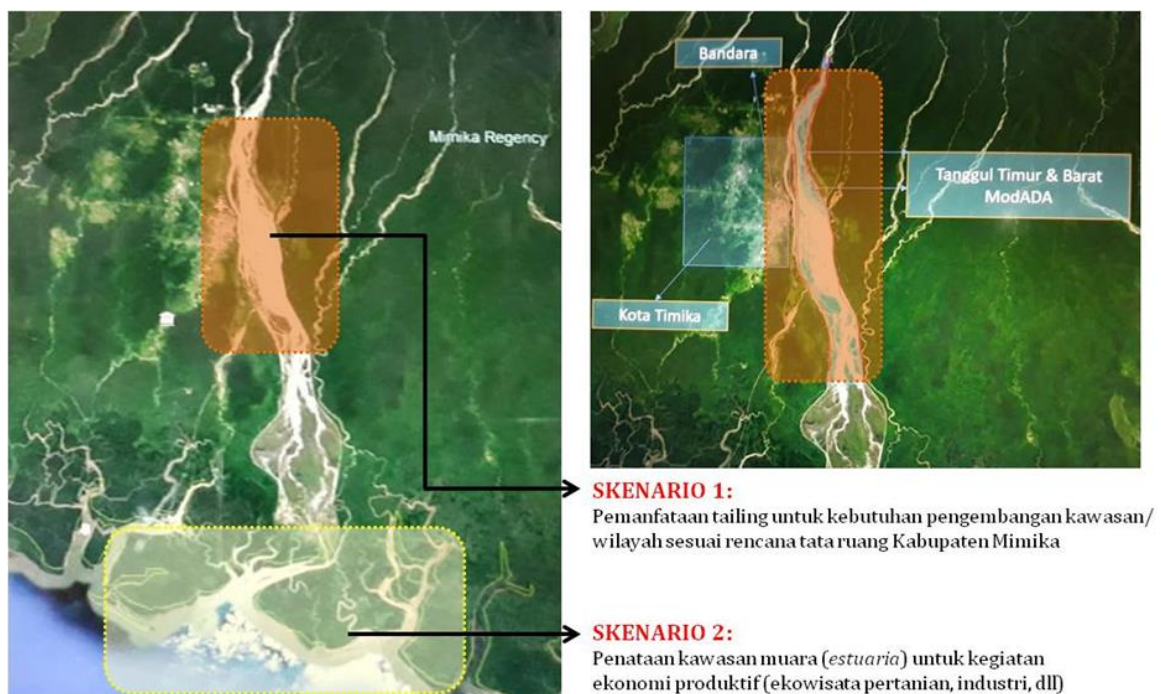 Mimika Regency
Bandara
Tanggul Timur & Barat
ModADA
Kota Timika
SKENARIO 1:
Pemanfaatan tailing untuk kebutuhan pengembangan kawasan/
wilayah sesuai rencana tata ruang Kabupaten Mimika
SKENARIO 2:
Penataan kawasan muara (estuaria) untuk kegiatan
ekonomi produktif (ekowisata pertanian, industri, dll)